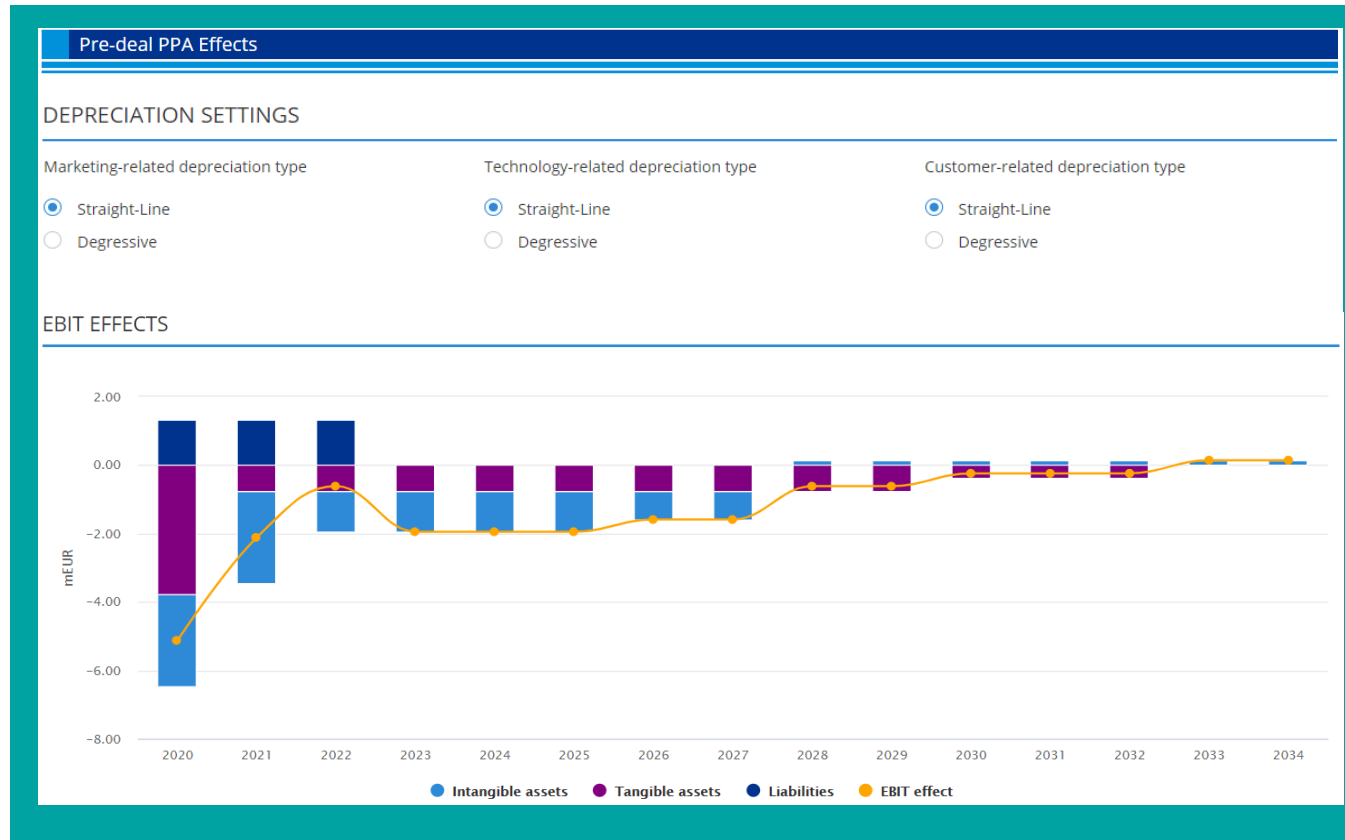 Pre-deal PPA Effects
DEPRECIATION SETTINGS
Marketing-related depreciation type Technology-related depreciation type Customer-related depreciation type
Straight-Line Straight-Line Straight-Line
Degressive Degressive Degressive
EBIT EFFECTS
2.00
0.00
−2.00
mEUR
−4.00
−6.00
−8.00
2020 2021 2022 2023 2024 2025 2026 2027 2028 2029 2030 2031 2032 2033 2034
Intangible assets Tangible assets Liabilities EBIT effect